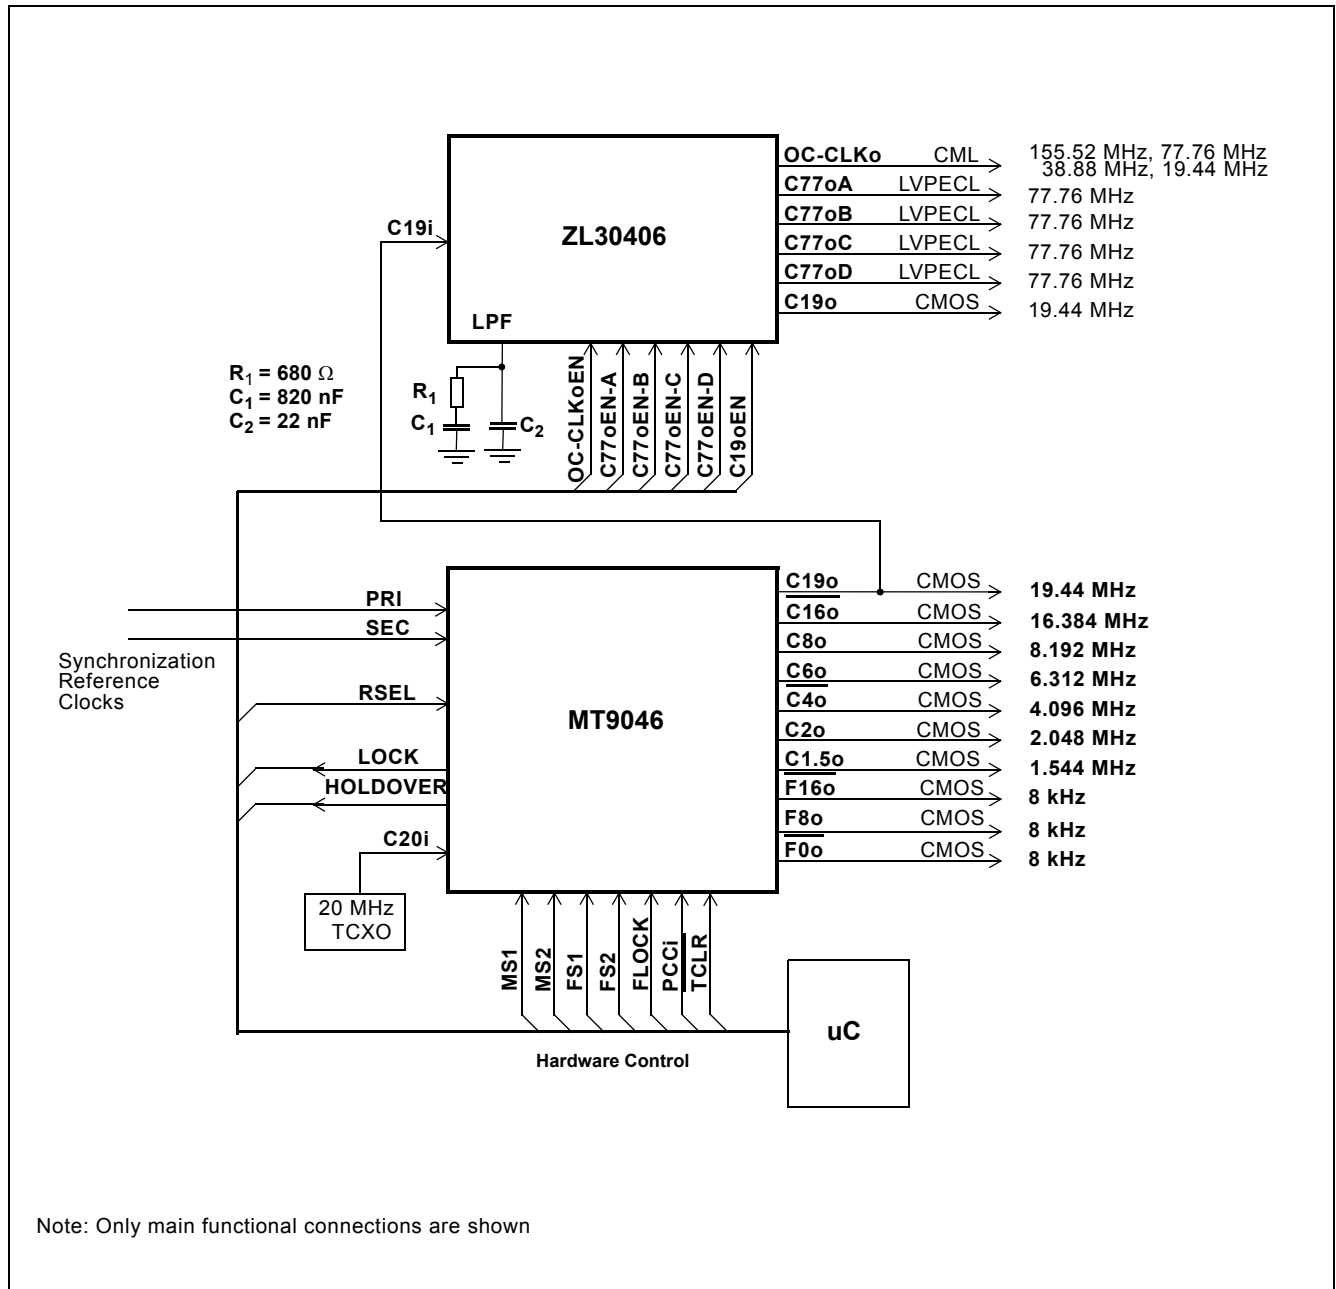 OC-CLKo CML 155.52 MHz, 77.76 MHz
38.88 MHz, 19.44 MHz
C77oA LVPECL 77.76 MHz
C77oB LVPECL 77.76 MHz
C19i
ZL30406
C77oC LVPECL 77.76 MHz
C77oD LVPECL 77.76 MHz
C19o CMOS 19.44 MHz
LPF
R1 = 680 Ω
C1 = 820 nF
C2 = 22 nF
R1
C1
C2
OC-CLKoEN
C77oEN-A
C77oEN-B
C77oEN-C
C77oEN-D
C19oEN
PRI
SEC
Synchronization
Reference
Clocks
RSEL
LOCK
HOLDOVER
C20i
20 MHz
TCXO
MT9046
C19o CMOS 19.44 MHz
C16o CMOS 16.384 MHz
C8o CMOS 8.192 MHz
C6o CMOS 6.312 MHz
C4o CMOS 4.096 MHz
C2o CMOS 2.048 MHz
C1.5o CMOS 1.544 MHz
F16o CMOS 8 kHz
F8o CMOS 8 kHz
F0o CMOS 8 kHz
MS1
MS2
FS1
FS2
FLOCK
PCCi
TCLR
uC
Hardware Control
Note: Only main functional connections are shown